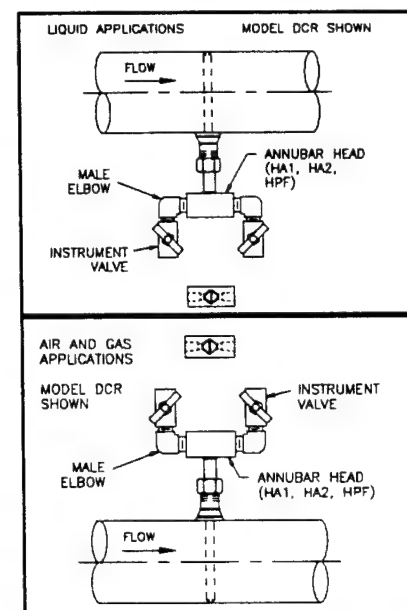 LIQUID APPLICATIONS MODEL DCR SHOWN
FLOW
ANNUBAR HEAD
(HA1, HA2,
HPF)
MALE
ELBOW
INSTRUMENT
VALVE
AIR AND GAS
APPLICATIONS
MODEL DCR
SHOWN
INSTRUMENT
VALVE
MALE
ELBOW
ANNUBAR HEAD
(HA1, HA2, HPF)
FLOW